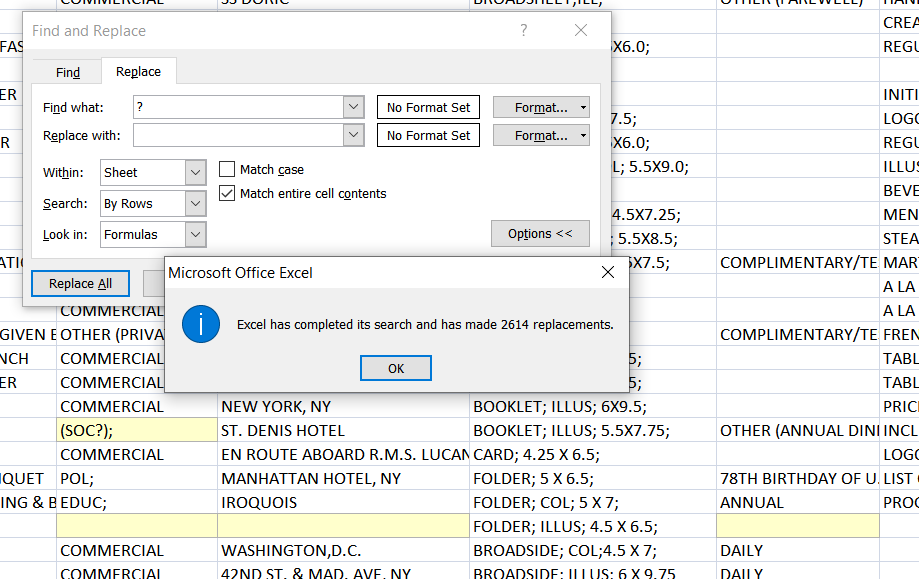 COMMERCIAL SS DORIC BROADSHEET;ILL; OTHER (FAREWELL)
Find and Replace ? CREA
FAS X6.0; REGU
Find Replace
ER Find what: ? No Format Set Format... INITI
Replace with: No Format Set Format... 7.5; LOGO
R X6.0; REGU
Within: Sheet Match case L; 5.5X9.0; ILLUS
Match entire cell contents BEVE
Search: By Rows 4.5X7.25; MEN
Look in: Formulas Options << ; 5.5X8.5; STEA
ATIO X7.5; COMPLIMENTARY/TE MAR
Replace All Microsoft Office Excel A LA
COMMERCIAL A LA
GIVEN E OTHER (PRIVA Excel has completed its search and has made 2614 replacements. COMPLIMENTARY/TE FREN
NCH COMMERCIAL 5; TABL
ER COMMERCIAL OK 5; TABL
COMMERCIAL NEW YORK, NY BOOKLET; ILLUS; 6X9.5; PRIC
(SOC?); ST. DENIS HOTEL BOOKLET; ILLUS; 5.5X7.75; OTHER (ANNUAL DINI INCL
COMMERCIAL EN ROUTE ABOARD R.M.S. LUCAN CARD; 4.25 X 6.5; LOGO
QUET POL; MANHATTAN HOTEL, NY FOLDER; 5 X 6.5; 78TH BIRTHDAY OF U. LIST
ING & B EDUC; IROQUOIS FOLDER; COL; 5 X 7; ANNUAL PROG
FOLDER; ILLUS; 4.5 X 6.5;
COMMERCIAL WASHINGTON,D.C. BROADSIDE; COL;4.5 X 7; DAILY
COMMERCIAL 42ND ST. & MAD. AVE. NY BROADSIDE; ILLUS; 6 X 9.75 DAILY